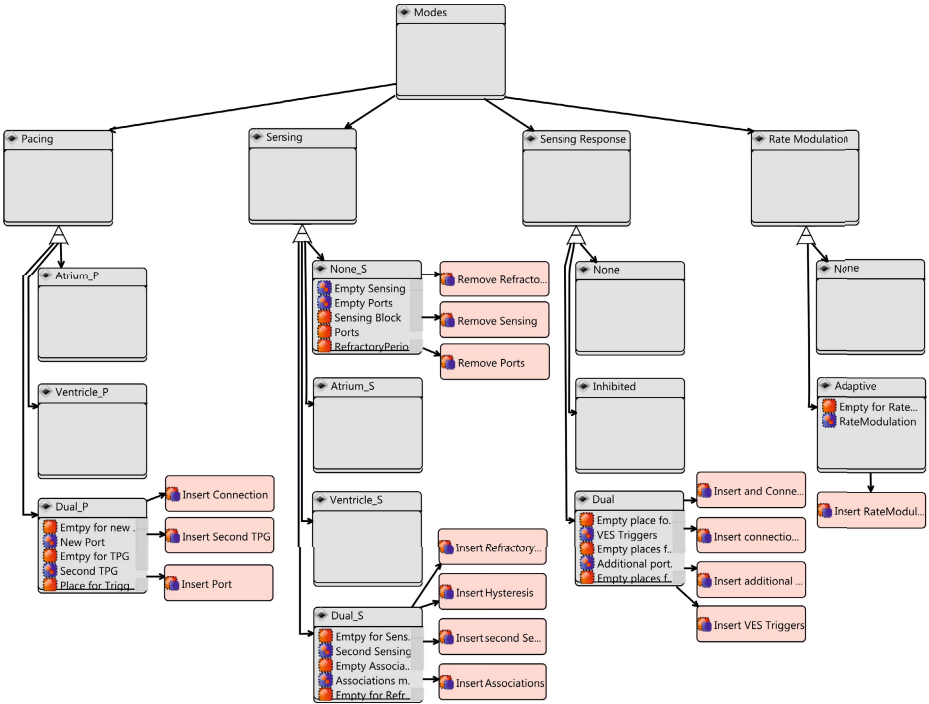 Modes
Pacing
Sensing
Sensing Response
Rate Modulation
Atrium_P
Ventricle_P
Dual_P
Emtpy for new .
New Port
Emtpy for TPG
Second TPG
Place for Trigg
Insert Connection
Insert Second TPG
Insert Port
None_S
Empty Sensing
Empty Ports
Sensing Block
Ports
RefractoryPerio
Remove Refracto...
Remove Sensing
Remove Ports
Atrium_S
Ventricle_S
Dual_S
Emtpy for Sens.
Second Sensing
Empty Associa..
Associations m.
Empty for Refr
Insert Refractory...
Insert Hysteresis
Insert second Se...
Insert Associations
None
Inhibited
Dual
Empty place fo.
VES Triggers
Empty places f..
Additional port.
Empty places f..
Insert and Conne...
Insert connectio...
Insert additional ...
Insert VES Triggers
None
Adaptive
Empty for Rate...
RateModulation
Insert RateModul...